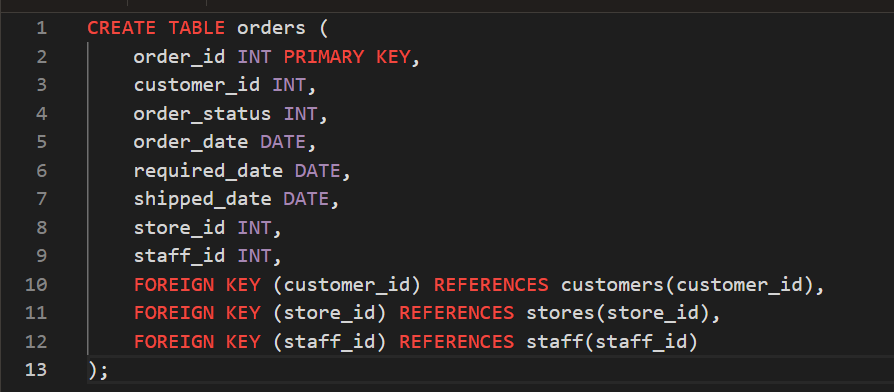 1 CREATE TABLE orders (
2 order_id INT PRIMARY KEY,
3 customer_id INT,
4 order_status INT,
5 order_date DATE,
6 required_date DATE,
7 shipped_date DATE,
8 store_id INT,
9 staff_id INT,
10 FOREIGN KEY (customer_id) REFERENCES customers(customer_id),
11 FOREIGN KEY (store_id) REFERENCES stores(store_id),
12 FOREIGN KEY (staff_id) REFERENCES staff(staff_id)
13 );